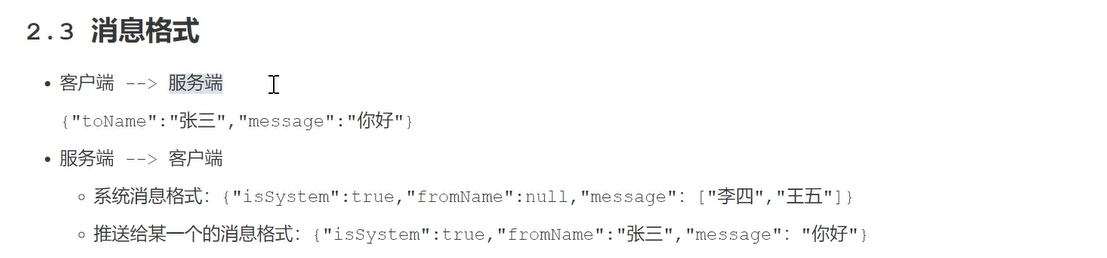 2.3 消息格式
• 客户端 --> 服务端
{"toName":"张三","message":"你好"}
• 服务端 --> 客户端
◦ 系统消息格式：{"isSystem":true,"fromName":null,"message": ["李四","王五"]}
◦ 推送给某一个的消息格式：{"isSystem":true,"fromName":"张三","message": "你好"}